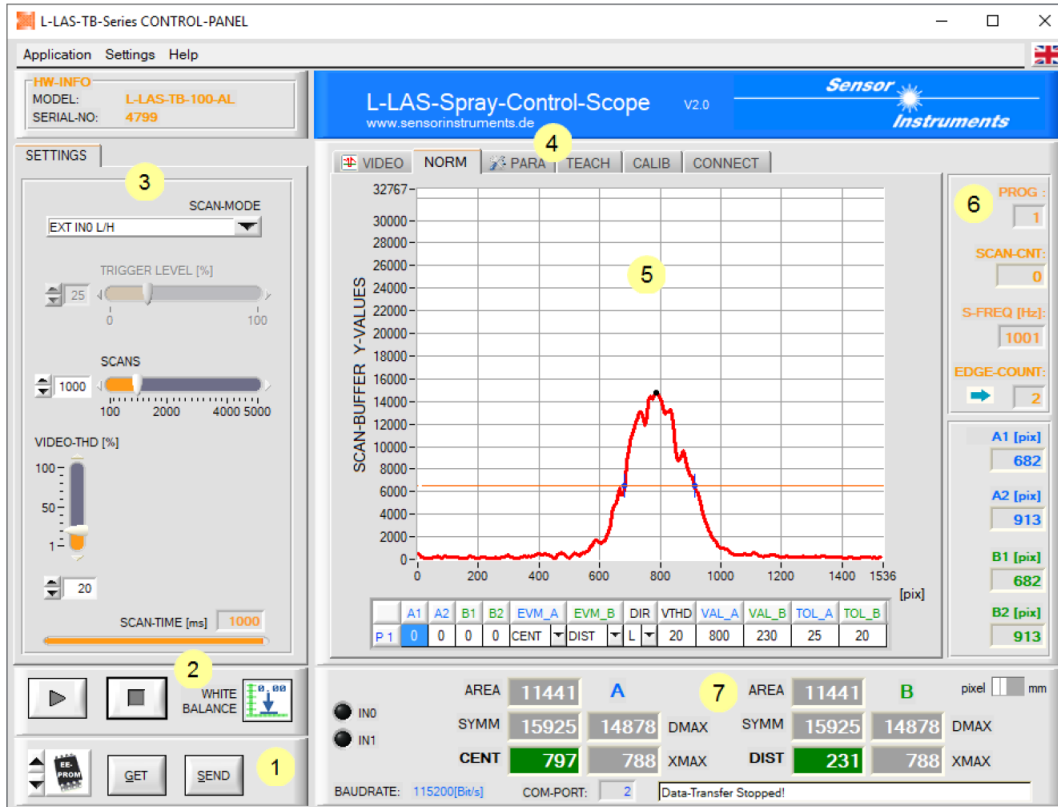 L-LAS-TB-Series CONTROL-PANEL
Application Settings Help
HW-INFO
MODEL: L-LAS-TB-100-AL
SERIAL-NO: 4799
L-LAS-Spray-Control-Scope V2.0
www.sensorinstruments.de
Sensor
Instruments
SETTINGS
3
SCAN-MODE
EXT IN0 L/H
TRIGGER LEVEL [%]
25
0 100
SCANS
1000
100 2000 4000 5000
VIDEO-THD [%]
100
50
1
20
SCAN-TIME [ms] 1000
2
WHITE
BALANCE
0.00
EE-
PROM
GET
SEND
1
4
VIDEO NORM PARA TEACH CALIB CONNECT
SCAN-BUFFER Y-VALUES
32767
30000
28000
26000
24000
22000
20000
18000
16000
14000
12000
10000
8000
6000
4000
2000
0
5
0 200 400 600 800 1000 1200 1400 1536
[pix]
A1 A2 B1 B2 EVM_A EVM_B DIR VTHD VAL_A VAL_B TOL_A TOL_B
P 1 0 0 0 0 CENT DIST L 20 800 230 25 20
6
PROG :
1
SCAN-CNT:
0
S-FREQ [Hz]:
1001
EDGE-COUNT:
2
A1 [pix]
682
A2 [pix]
913
B1 [pix]
682
B2 [pix]
913
IN0
IN1
AREA 11441 A
SYMM 15925 14878 DMAX
CENT 797 788 XMAX
7
AREA 11441 B
SYMM 15925 14878 DMAX
DIST 231 788 XMAX
pixel mm
BAUDRATE: 115200[Bit/s] COM-PORT: 2 Data-Transfer Stopped!